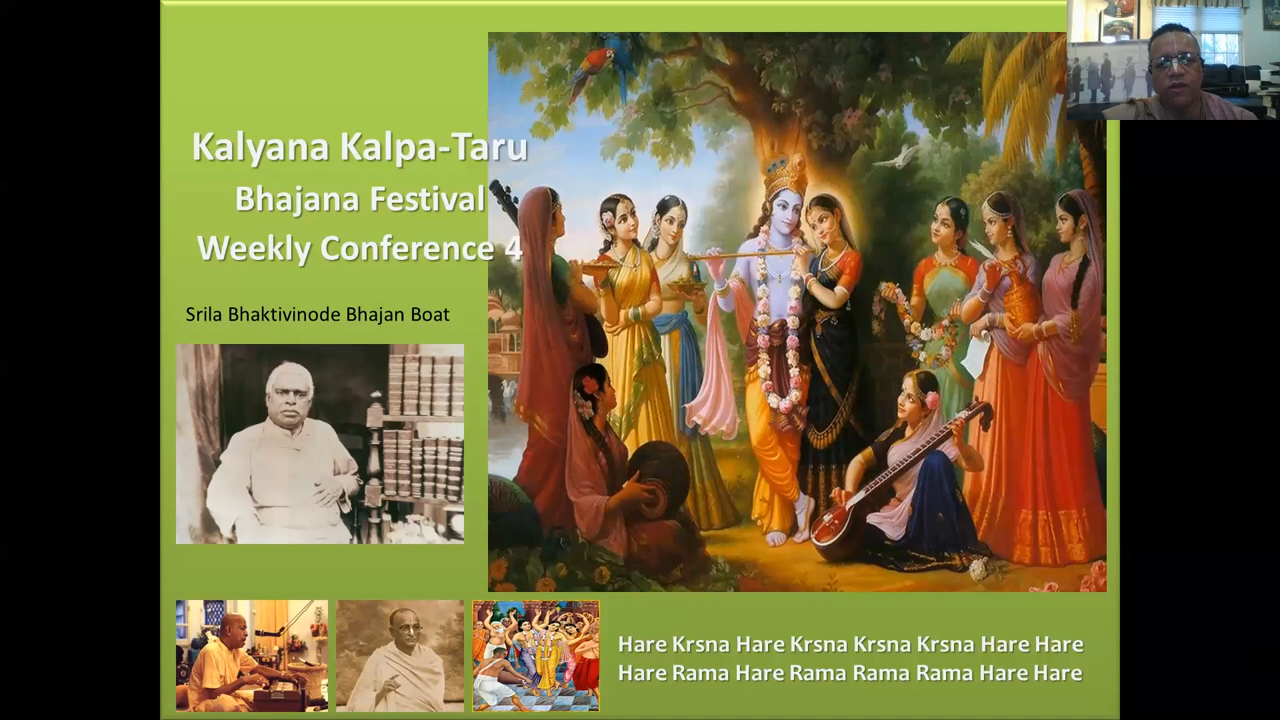 Kalyana Kalpa-Taru
Bhajana Festival
Weekly Conference 4
Srila Bhaktivinode Bhajan Boat
Hare Krsna Hare Krsna Krsna Krsna Hare Hare
Hare Rama Hare Rama Rama Rama Hare Hare